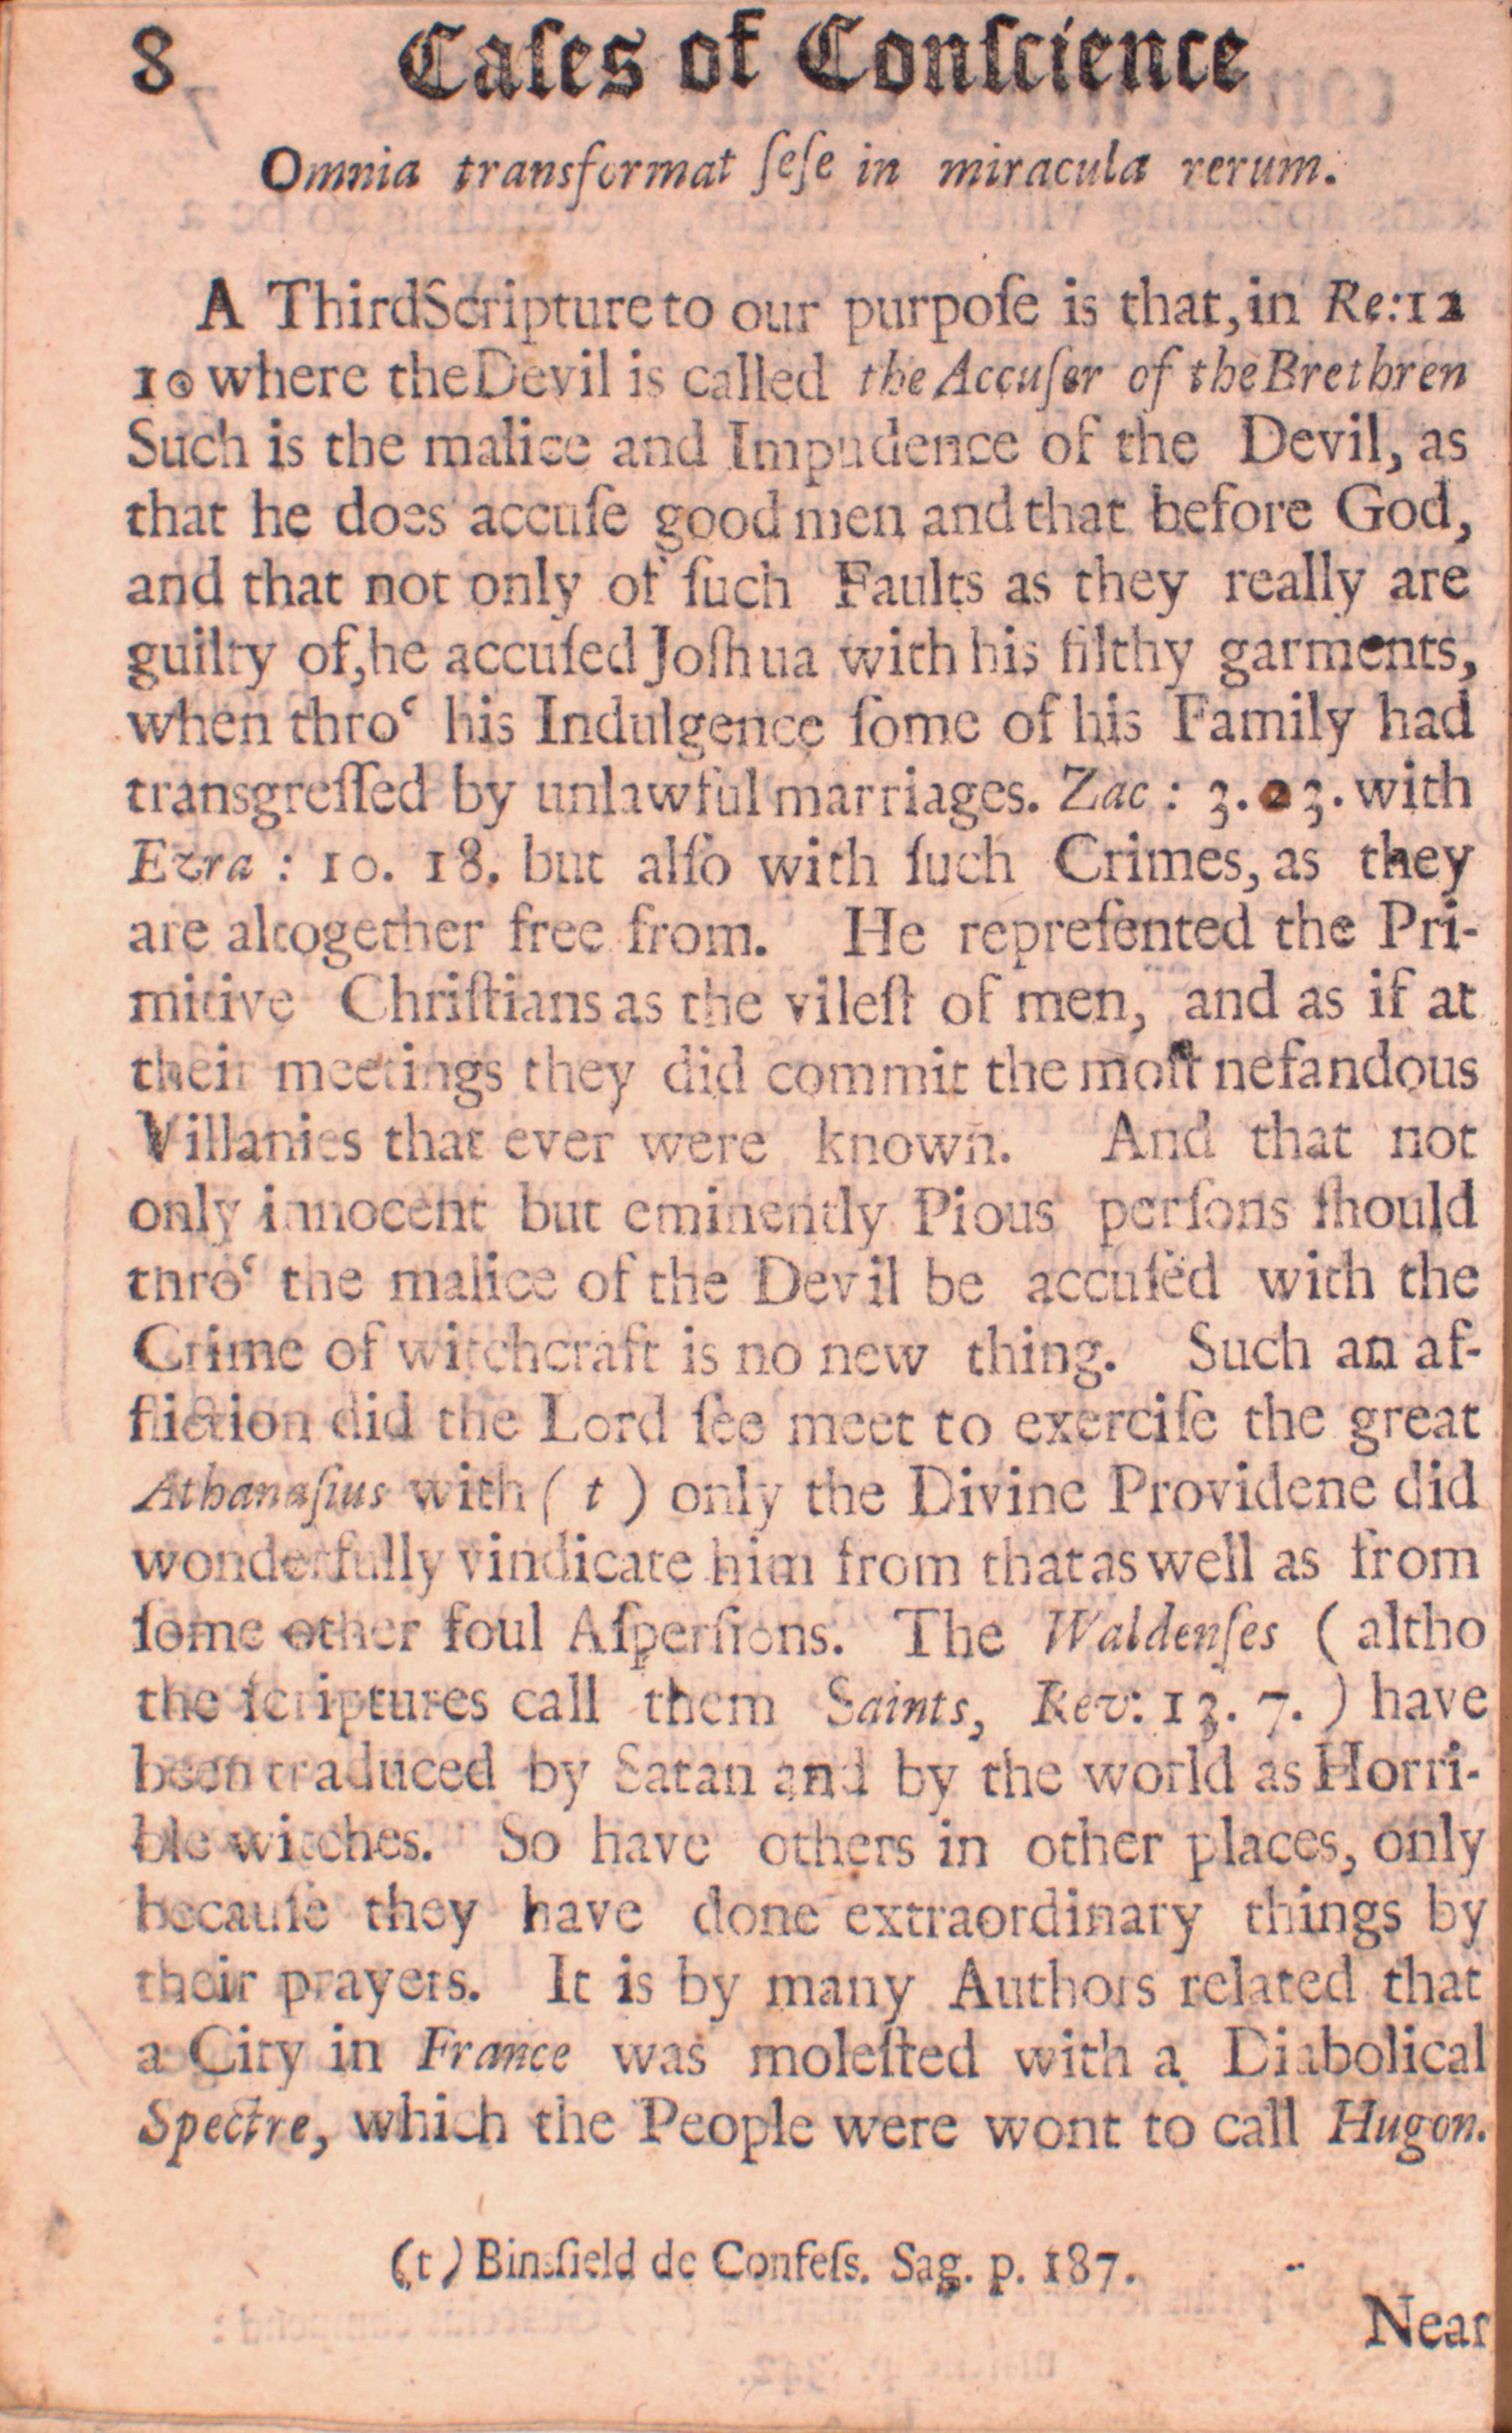 8 Caſes of Conſcience
Omnia transformat ſeſe in miracula rerum.
A ThirdScripture to our purpoſe is that, in Re:12
10 where theDevil is called the Accuſer of theBrethren
Such is the malice and Impudence of the Devil, as
that he does accuſe good men and that before God,
and that not only of ſuch Faults as they really are
guilty of, he accuſed Joſhua with his filthy garments,
when thro‘ his Indulgence ſome of his Family had
transgreſſed by unlawful marriages. Zac : 3. 2 3. with
Ezra : 10. 18. but alſo with ſuch Crimes, as they
are altogether free from. He repreſented the Pri-
mitive Chriſtians as the vileſt of men, and as if at
their meetings they did commit the moſt nefandous
Villanies that ever were known. And that not
only innocent but eminently Pious perſons ſhould
thro‘ the malice of the Devil be accuſed with the
Crime of witchcraft is no new thing. Such an af-
fliction did the Lord ſee meet to exerciſe the great
Athanaſius with ( t ) only the Divine Providene did
wonderfully vindicate him from that as well as from
ſome other foul Aſperſions. The Waldenſes ( altho
the ſcriptures call them Saints, Rev: 13. 7. ) have
been traduced by Satan and by the world as Horri-
ble witches. So have others in other places, only
becauſe they have done extraordinary things by
their prayers. It is by many Authors related that
a City in France was moleſted with a Diabolical
Spectre, which the People were wont to call Hugon.
(t) Binsfield de Confeſs. Sag. p. 187.
Near